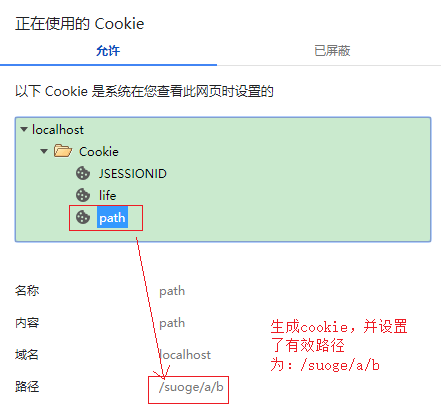 正在使用的 Cookie
允许 已屏蔽
以下 Cookie 是系统在您查看此网页时设置的
localhost
Cookie
JSESSIONID
life
path
名称 path
内容 path
域名 localhost
路径 /suoge/a/b
生成cookie，并设置
了有效路径
为：/suoge/a/b